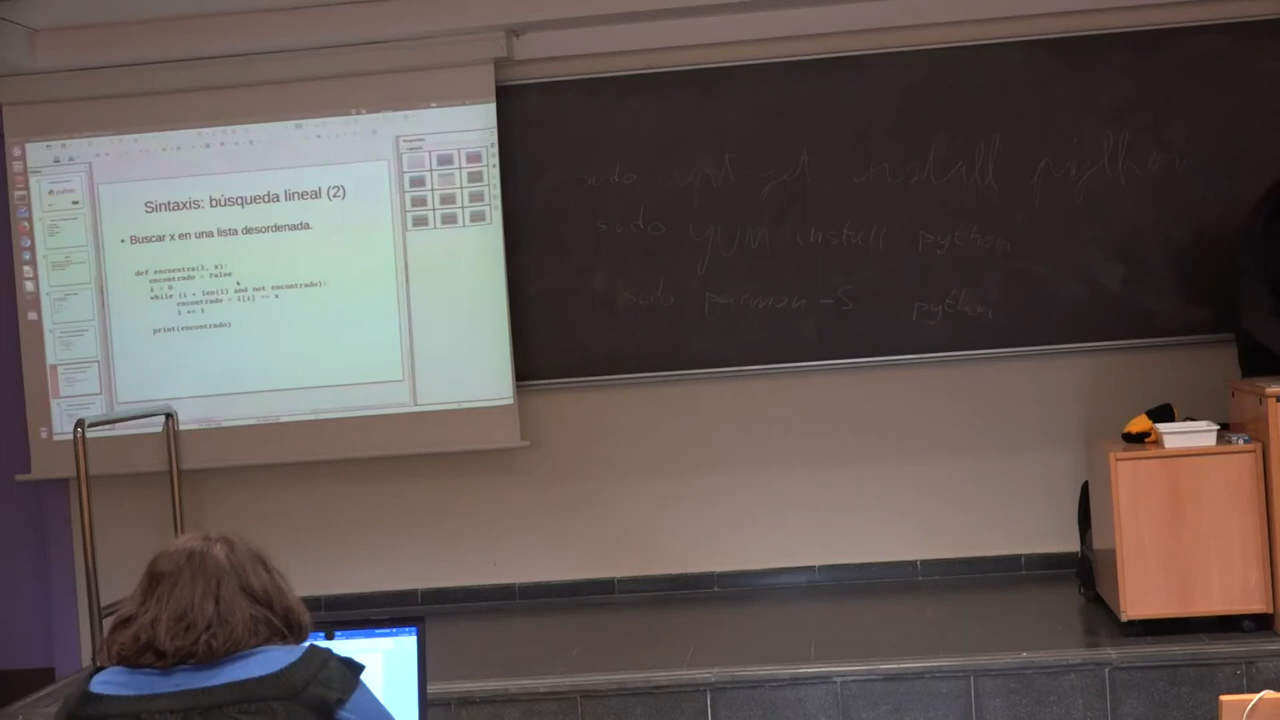 Sintaxis: búsqueda lineal (2)
• Buscar x en una lista desordenada.
def encuentra(l, x):
encontrado = False
i = 0
while (i < len(l) and not encontrado):
encontrado = l[i] == x
i += 1
print(encontrado)
sudo apt-get install python
sudo yum install python
sudo pacman -S python